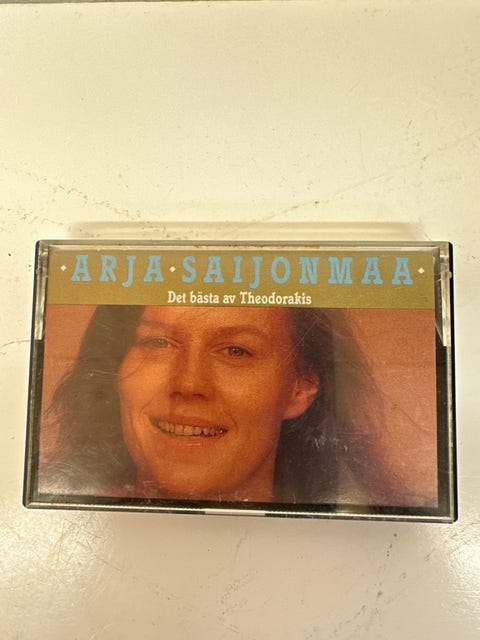 · ARJA · SAIJONMAA ·
Det bästa av Theodorakis